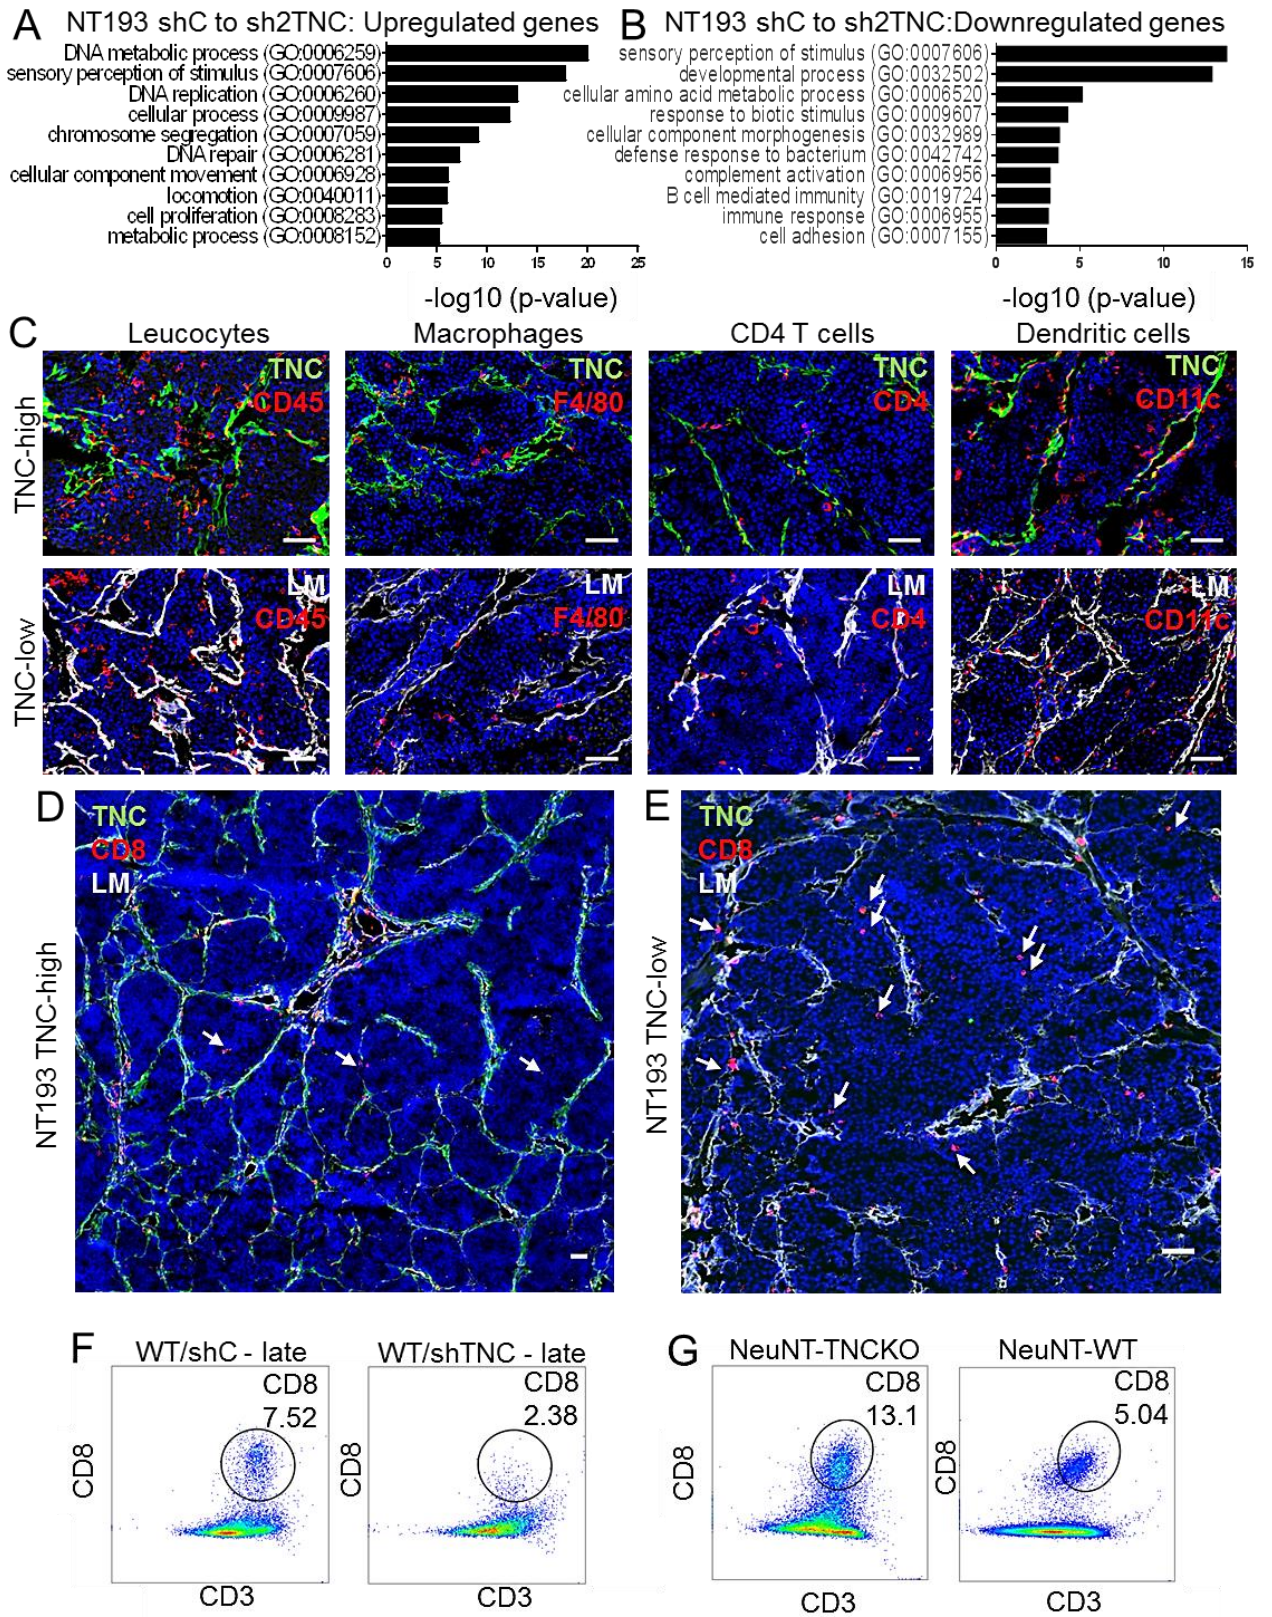 A NT193 shC to sh2TNC: Upregulated genes
DNA metabolic process (GO:0006259)
sensory perception of stimulus (GO:0007606)
DNA replication (GO:0006260)
cellular process (GO:0009987)
chromosome segregation (GO:0007059)
DNA repair (GO:0006281)
cellular component movement (GO:0006928)
locomotion (GO:0040011)
cell proliferation (GO:0008283)
metabolic process (GO:0008152)
0 5 10 15 20 25
-log10 (p-value)
B NT193 shC to sh2TNC:Downregulated genes
sensory perception of stimulus (GO:0007606)
developmental process (GO:0032502)
cellular amino acid metabolic process (GO:0006520)
response to biotic stimulus (GO:0009607)
cellular component morphogenesis (GO:0032989)
defense response to bacterium (GO:0042742)
complement activation (GO:0006956)
B cell mediated immunity (GO:0019724)
immune response (GO:0006955)
cell adhesion (GO:0007155)
0 5 10 15
-log10 (p-value)
C
Leucocytes Macrophages CD4 T cells Dendritic cells
TNC-high
TNC TNC TNC TNC
CD45 F4/80 CD4 CD11c
TNC-low
LM LM LM LM
CD45 F4/80 CD4 CD11c
D
NT193 TNC-high
TNC
CD8
LM
E
NT193 TNC-low
TNC
CD8
LM
F
WT/shC - late
CD8
7.52
CD8
CD3
WT/shTNC - late
CD8
2.38
CD8
CD3
G
NeuNT-TNCKO
CD8
13.1
CD8
CD3
NeuNT-WT
CD8
5.04
CD8
CD3